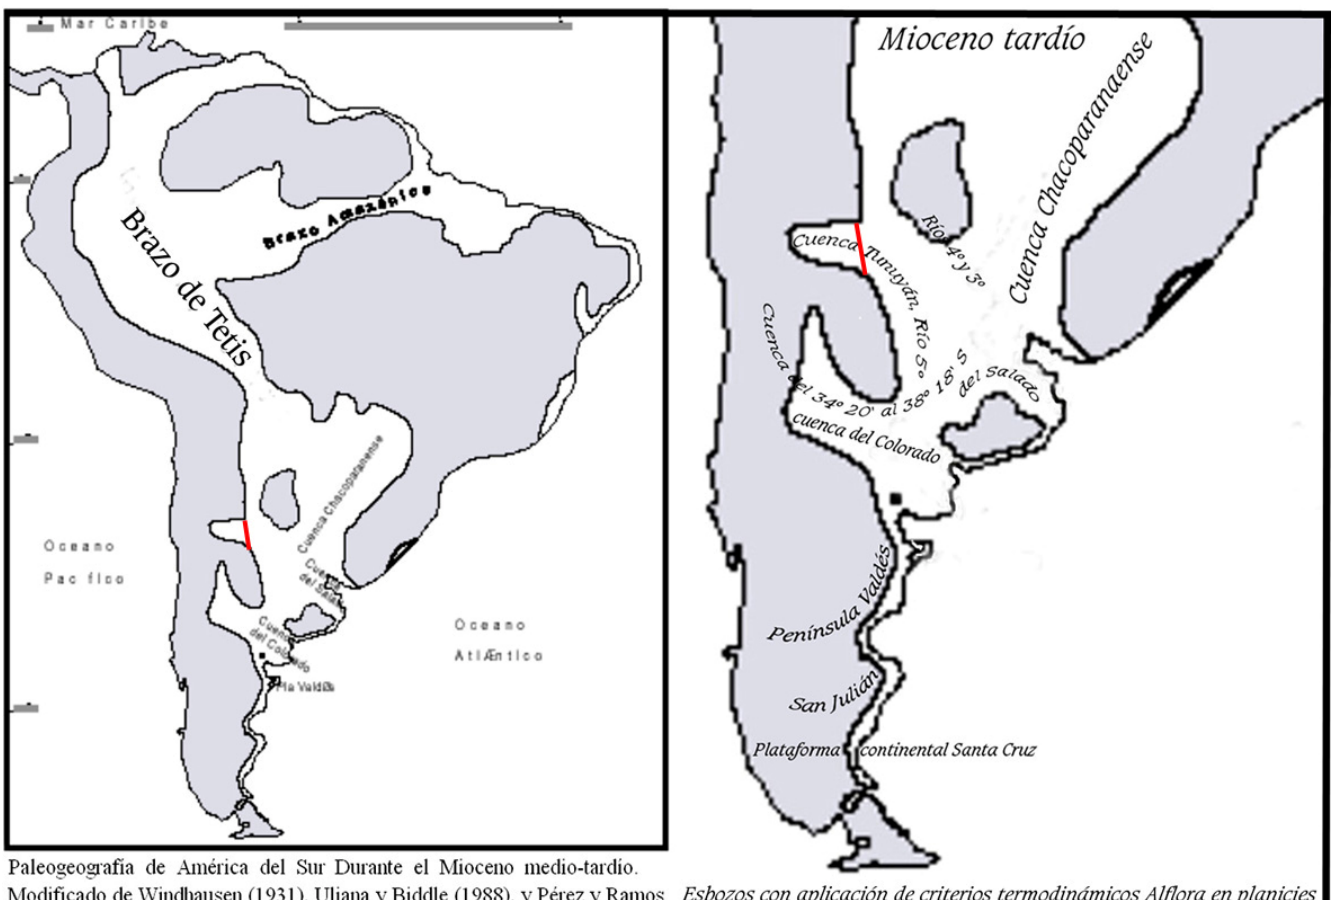 Mar Caribe
Brazo Amazónico
Brazo de Tetis
Cuenca Chacoparanense
Oceano
Pacífico
Cuenca
del Salado
Cuenca
del Colorado
Pla Valdés
Oceano
AtlÆntico
Paleogeografía de América del Sur Durante el Mioceno medio-tardío.
Modificado de Windhausen (1931), Uliana y Biddle (1988), y Pérez y Ramos
Mioceno tardío
Cuenca Chacoparanaense
Río 4º y 3º
Cuenca Tunuyán, Río 5º
Cuenca del 34º 20' al 38º 18' S
del Salado
cuenca del Colorado
Península Valdés
San Julián
Plataforma continental Santa Cruz
Esbozos con aplicación de criterios termodinámicos Alflora en planicies